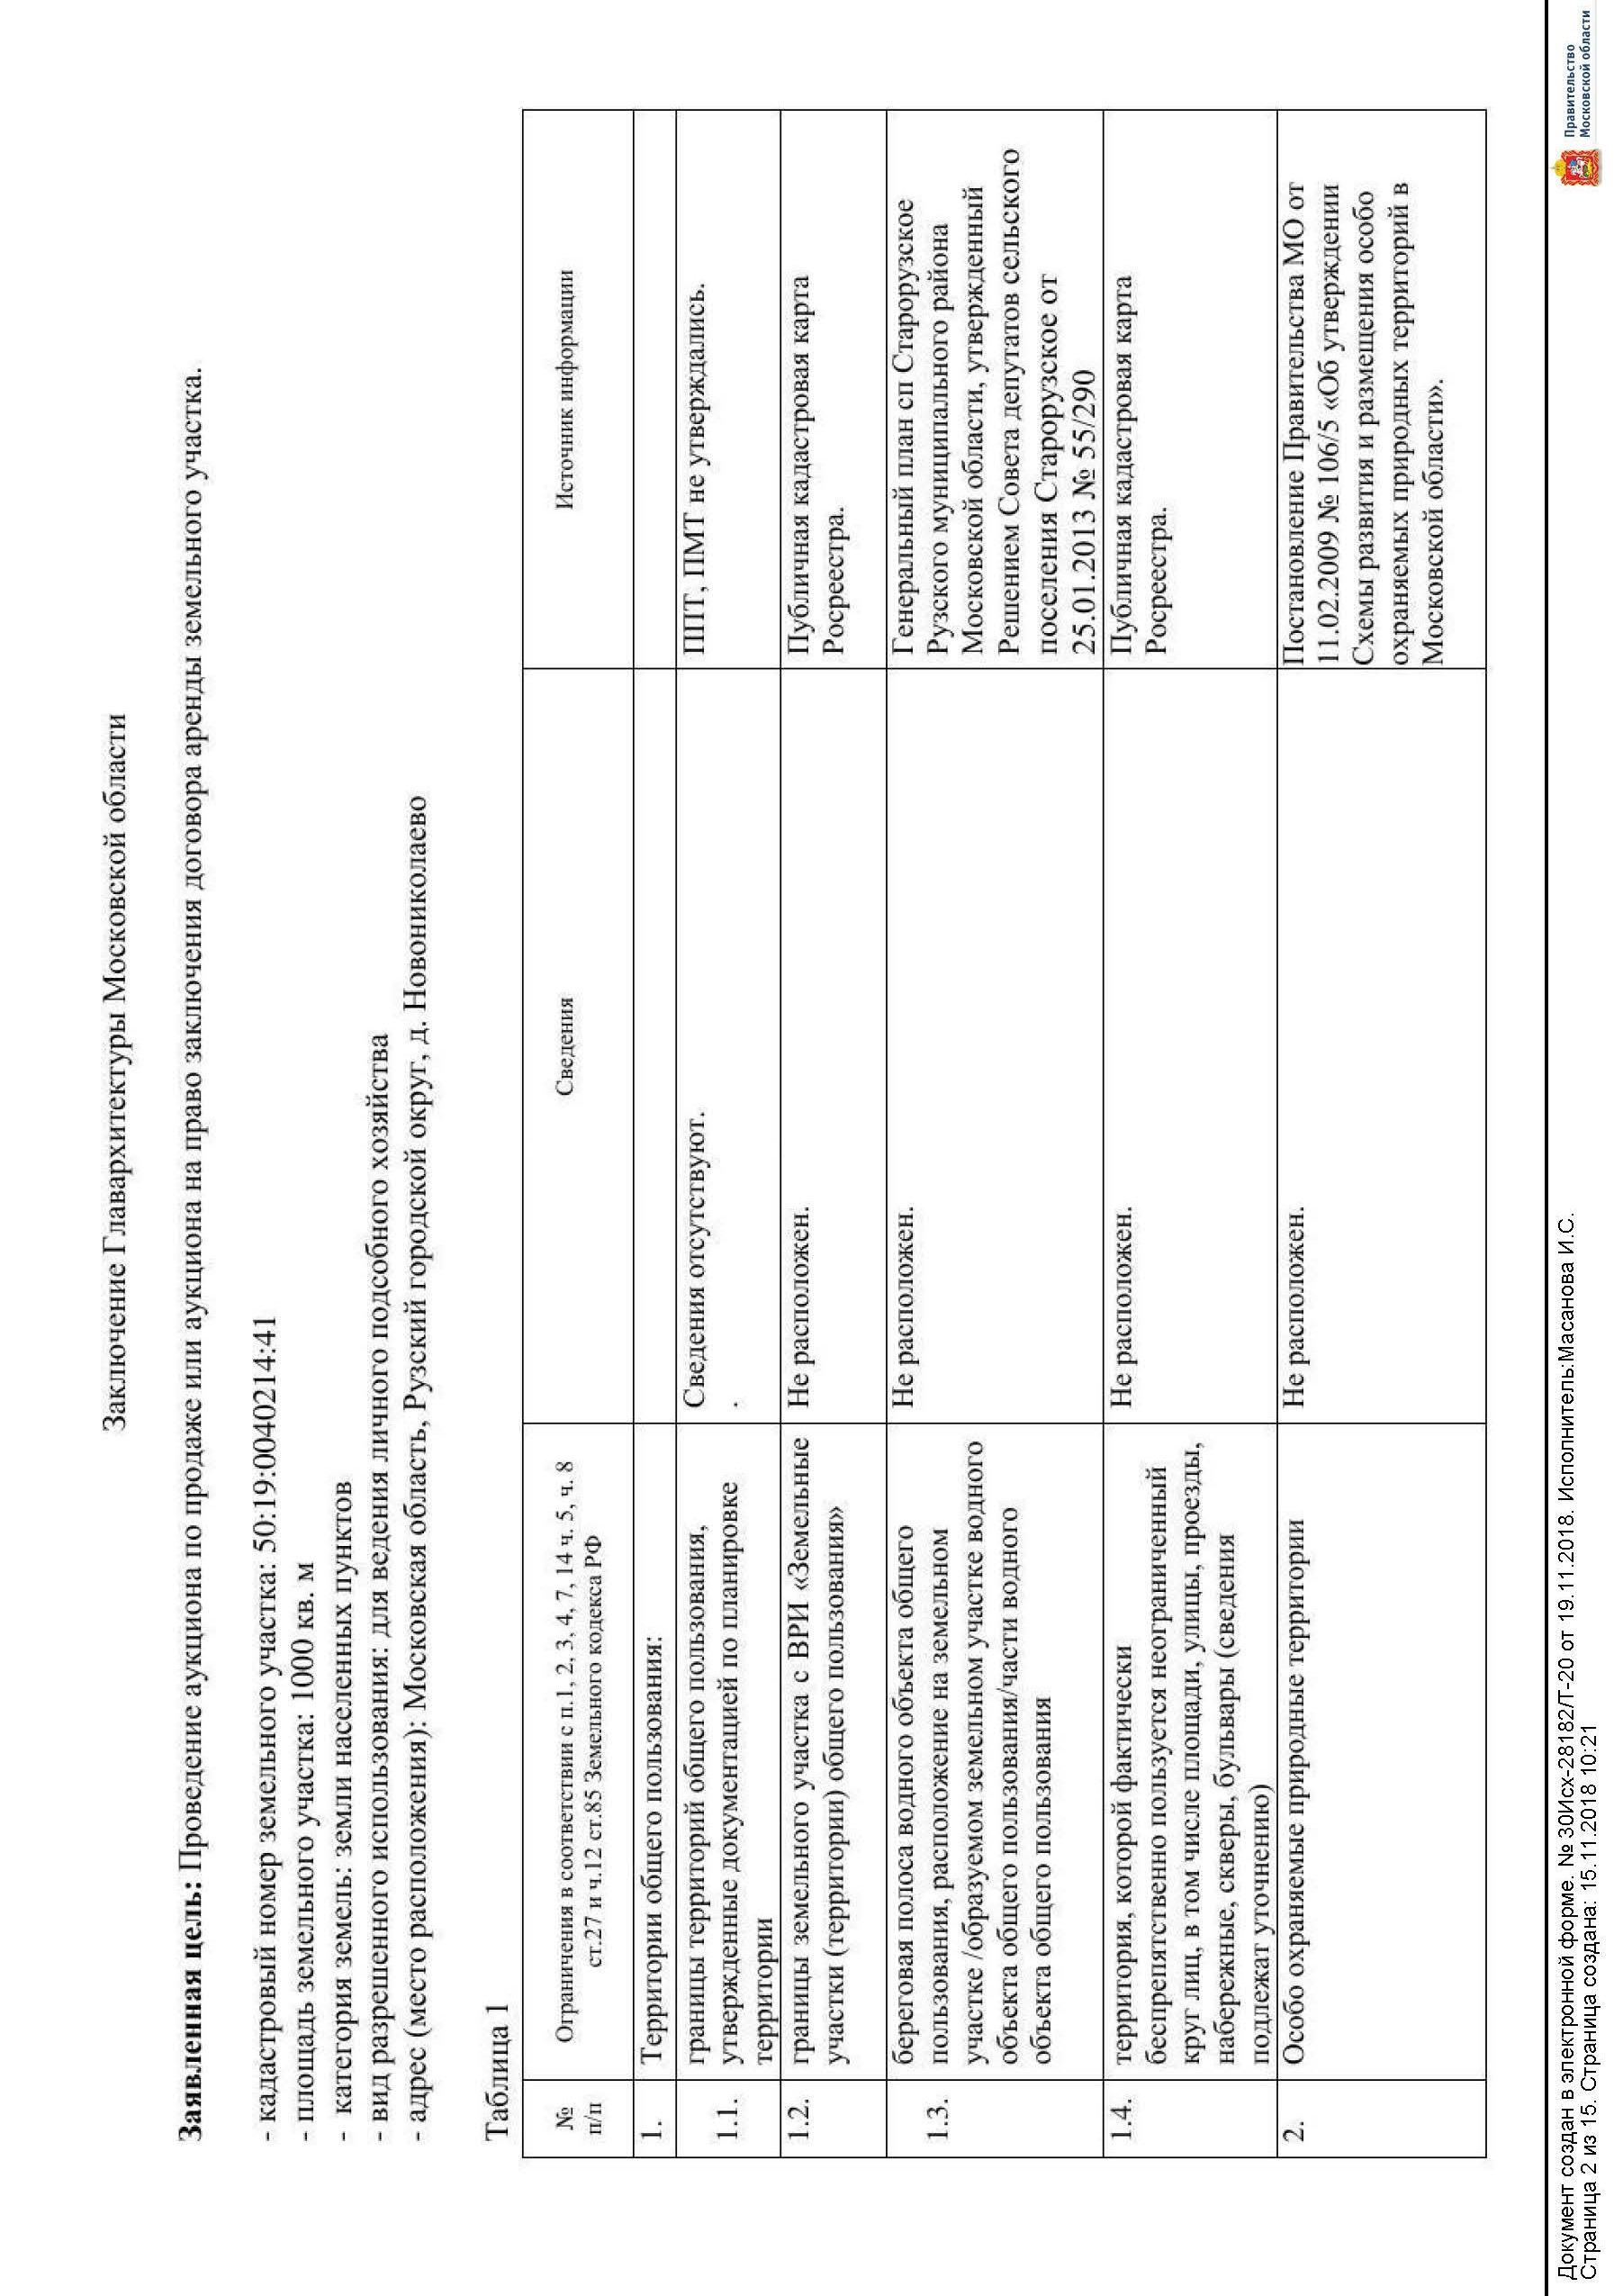 Заключение Главархитектуры Московской области
Заявленная цель: Проведение аукциона по продаже или аукциона на право заключения договора аренды земельного участка.
- кадастровый номер земельного участка: 50:19:0040214:41
- площадь земельного участка: 1000 кв. м
- категория земель: земли населенных пунктов
- вид разрешенного использования: для ведения личного подсобного хозяйства
- адрес (место расположения): Московская область, Рузский городской округ, д. Новониколаево
Таблица 1
№
п/п
Ограничения в соответствии с п.1, 2, 3, 4, 7, 14 ч. 5, ч. 8
ст.27 и ч.12 ст.85 Земельного кодекса РФ
Сведения
Источник информации
1.
Территории общего пользования:
1.1.
границы территорий общего пользования,
утвержденные документацией по планировке
территории
Сведения отсутствуют.
.
ППТ, ПМТ не утверждались.
1.2.
границы земельного участка с ВРИ «Земельные
участки (территории) общего пользования»
Не расположен.
Публичная кадастровая карта
Росреестра.
1.3.
береговая полоса водного объекта общего
пользования, расположение на земельном
участке /образуемом земельном участке водного
объекта общего пользования/части водного
объекта общего пользования
Не расположен.
Генеральный план сп Старорузское
Рузского муниципального района
Московской области, утвержденный
Решением Совета депутатов сельского
поселения Старорузское от
25.01.2013 № 55/290
1.4.
территория, которой фактически
беспрепятственно пользуется неограниченный
круг лиц, в том числе площади, улицы, проезды,
набережные, скверы, бульвары (сведения
подлежат уточнению)
Не расположен.
Публичная кадастровая карта
Росреестра.
2.
Особо охраняемые природные территории
Не расположен.
Постановление Правительства МО от
11.02.2009 № 106/5 «Об утверждении
Схемы развития и размещения особо
охраняемых природных территорий в
Московской области».
Документ создан в электронной форме. № 30Исх-28182/Т-20 от 19.11.2018. Исполнитель:Масанова И.С.
Страница 2 из 15. Страница создана: 15.11.2018 10:21
Правительство
Московской области